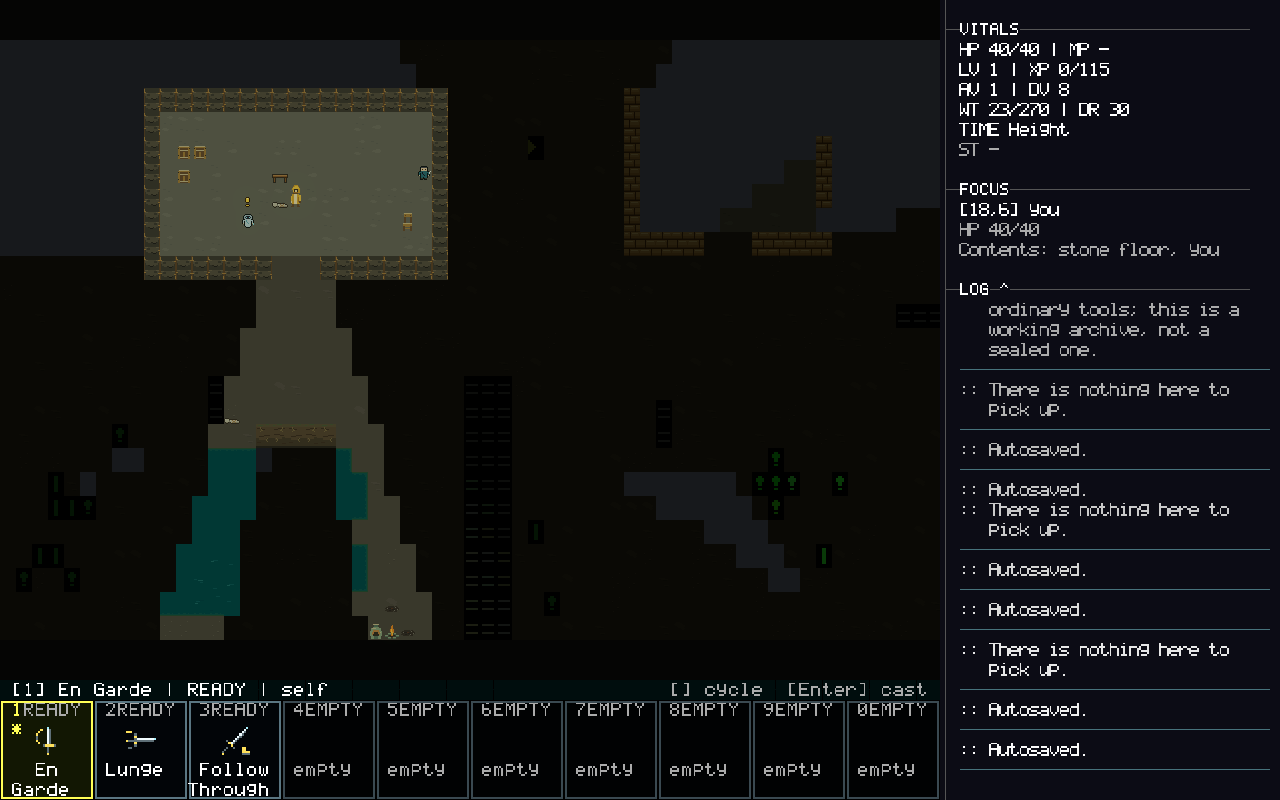 VITALS
HP 40/40 | MP -
LV 1 | XP 0/115
AV 1 | DV 8
WT 23/270 | DR 30
TIME Height
ST -
FOCUS
[18,6] You
HP 40/40
Contents: stone floor, You
LOG ^
ordinary tools; this is a
working archive, not a
sealed one.
:: There is nothing here to
Pick uP.
:: Autosaved.
:: Autosaved.
:: There is nothing here to
Pick uP.
:: Autosaved.
:: Autosaved.
:: There is nothing here to
Pick uP.
:: Autosaved.
:: Autosaved.
[1] En Garde | READY | self
[] cycle [Enter] cast
1READY 2READY 3READY 4EMPTY 5EMPTY 6EMPTY 7EMPTY 8EMPTY 9EMPTY 0EMPTY
*
En Garde
Lunge
Follow Through
emPty emPty emPty emPty emPty emPty emPty